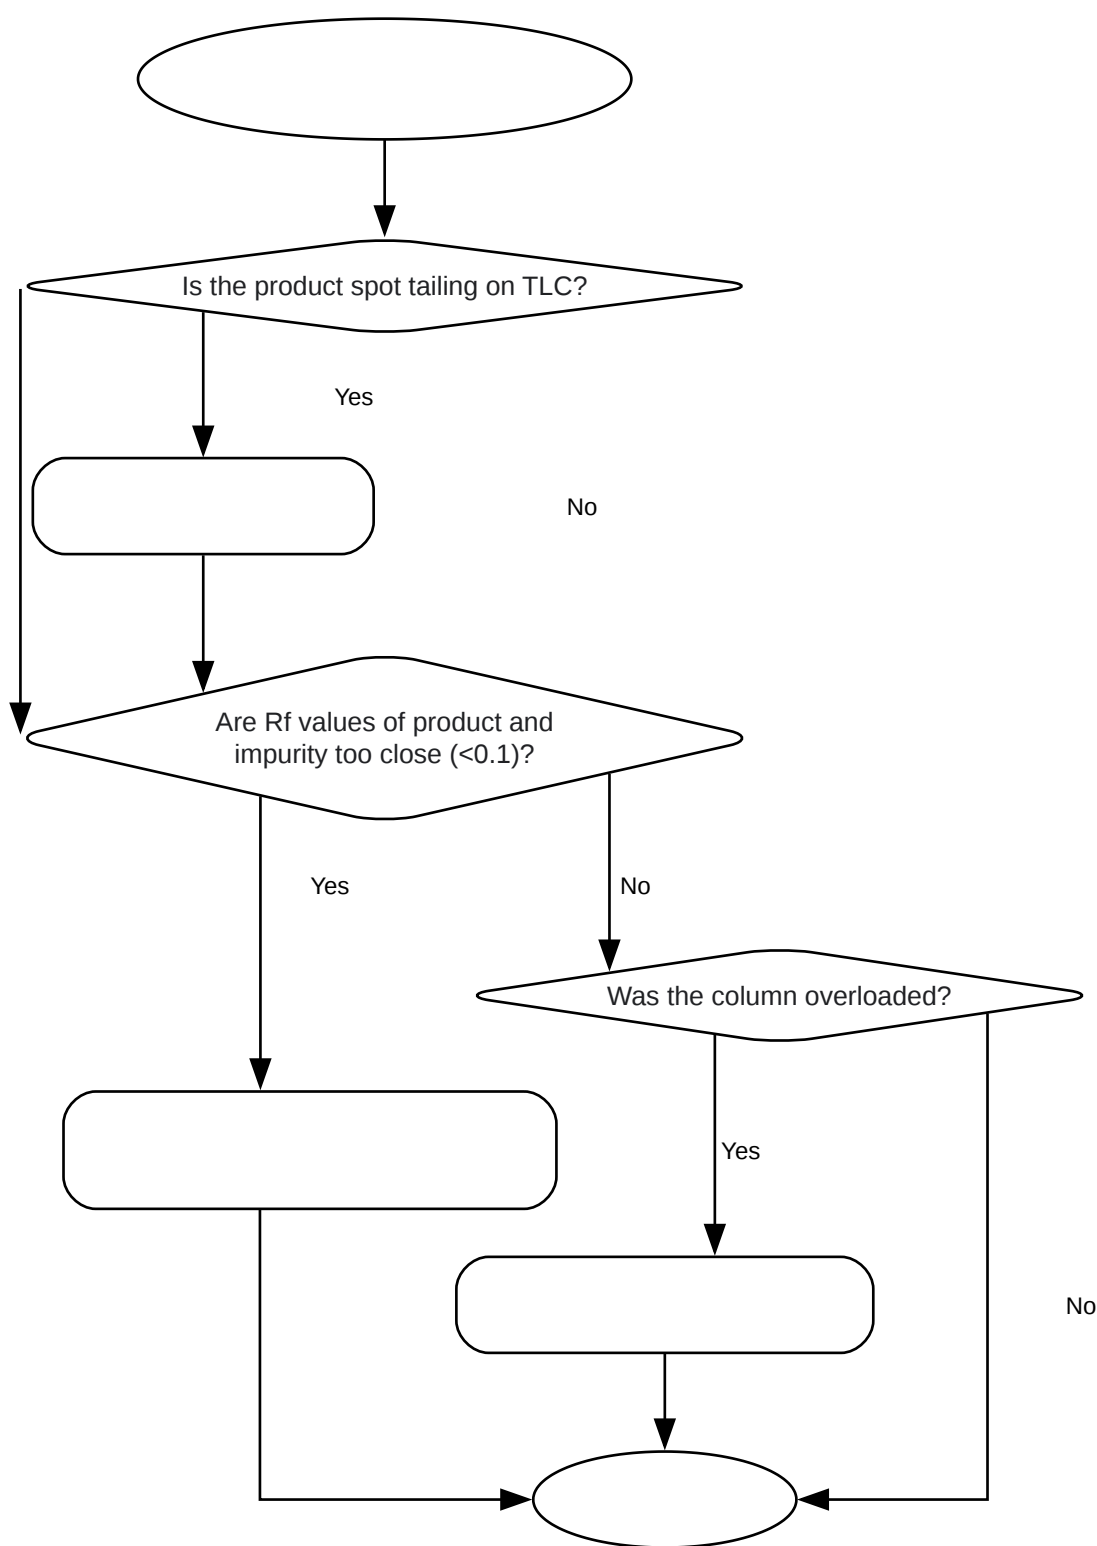 Is the product spot tailing on TLC?
Yes
No
Are Rf values of product and
impurity too close (<0.1)?
Yes
No
Was the column overloaded?
Yes
No